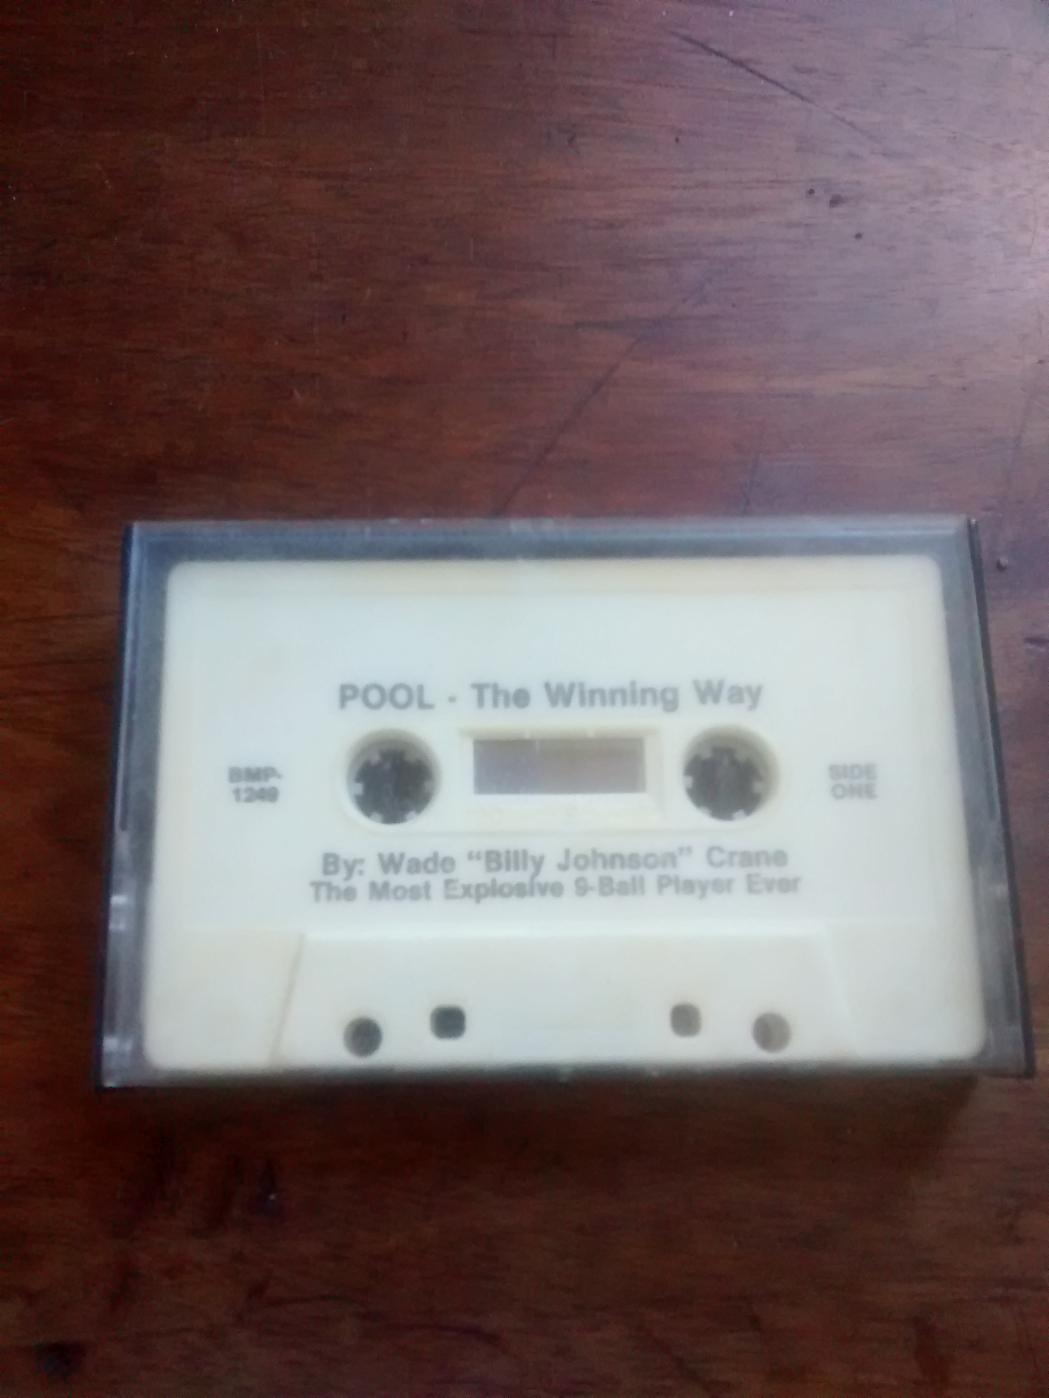 POOL - The Winning Way
BMP-
1249
SIDE
ONE
By: Wade “Billy Johnson” Crane
The Most Explosive 9-Ball Player Ever